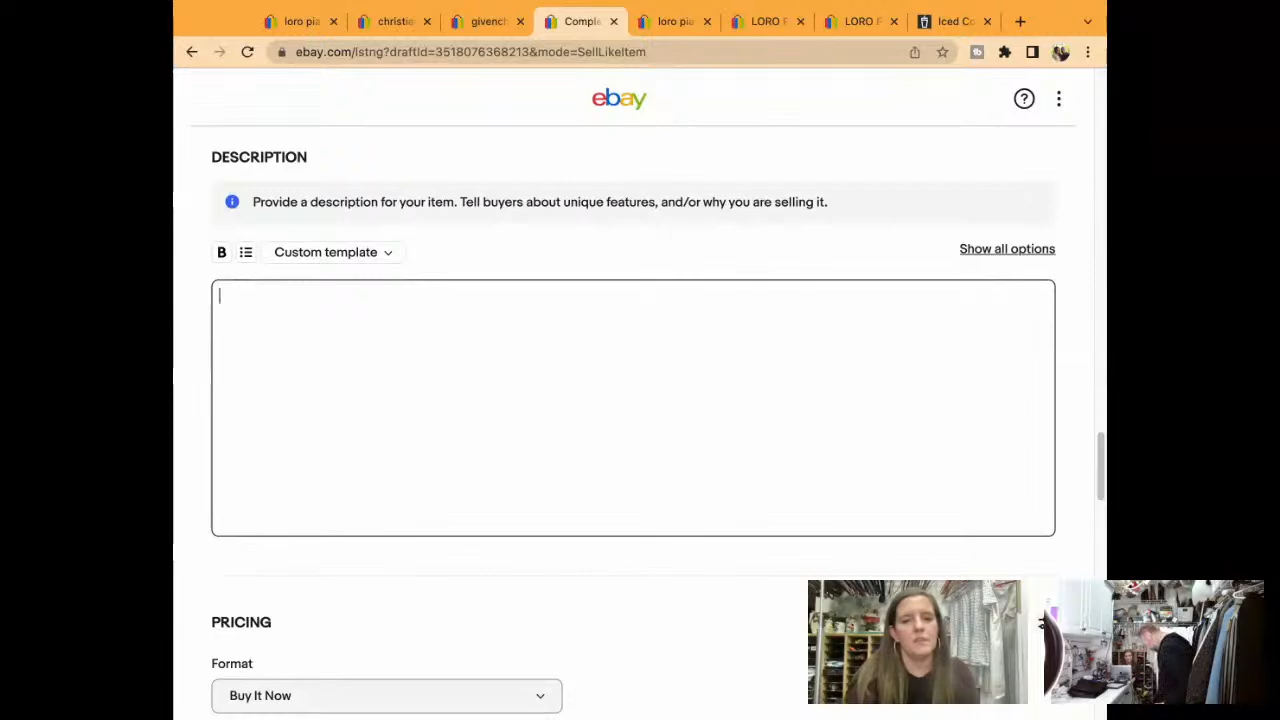 loro pia
christie
givench
Comple
loro pia
LORO F
LORO F
Iced Co
ebay.com/lstng?draftId=3518076368213&mode=SellLikeItem
ebay
DESCRIPTION
Provide a description for your item. Tell buyers about unique features, and/or why you are selling it.
B
Custom template
Show all options
PRICING
Format
Buy It Now